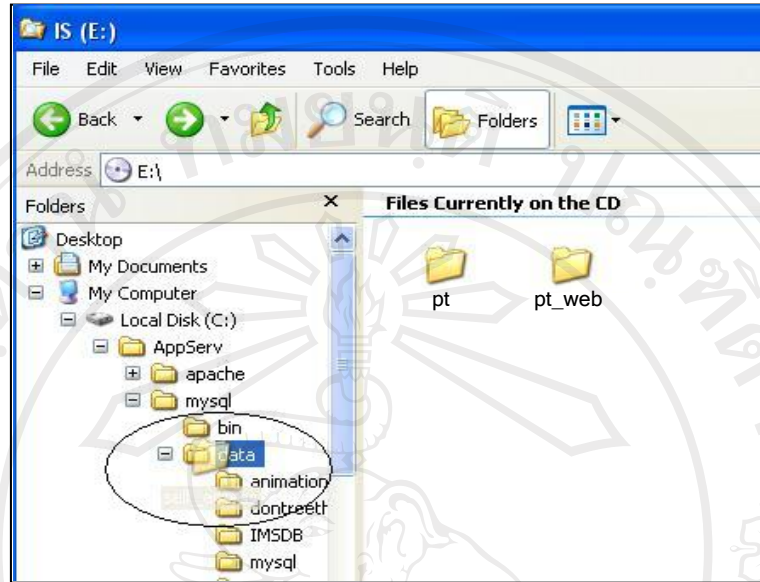 IS (E:)
File Edit View Favorites Tools Help
Back Search Folders
Address E:\
Folders × Files Currently on the CD
Desktop
My Documents
My Computer
Local Disk (C:)
AppServ
apache
mysql
bin
data
animation
dontreeth
IMSDB
mysql
pt pt_web